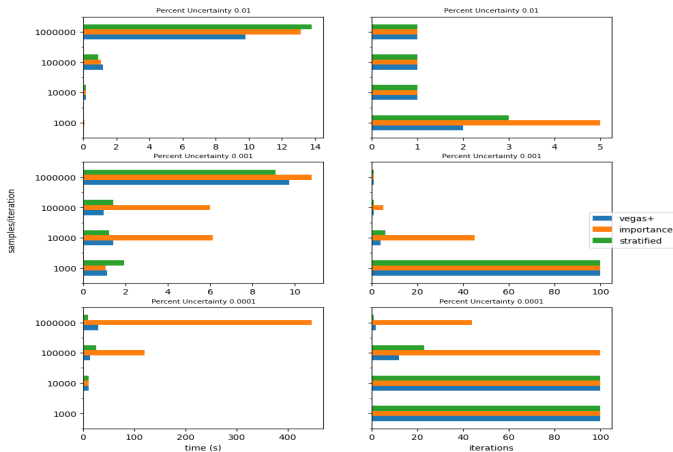 Percent Uncertainty 0.01
1000000
100000
10000
1000
0 2 4 6 8 10 12 14
Percent Uncertainty 0.01
0 1 2 3 4 5
samples/iteration
Percent Uncertainty 0.001
1000000
100000
10000
1000
0 2 4 6 8 10
Percent Uncertainty 0.001
0 20 40 60 80 100
vegas+
importance
stratified
Percent Uncertainty 0.0001
1000000
100000
10000
1000
0 100 200 300 400
time (s)
Percent Uncertainty 0.0001
0 20 40 60 80 100
iterations